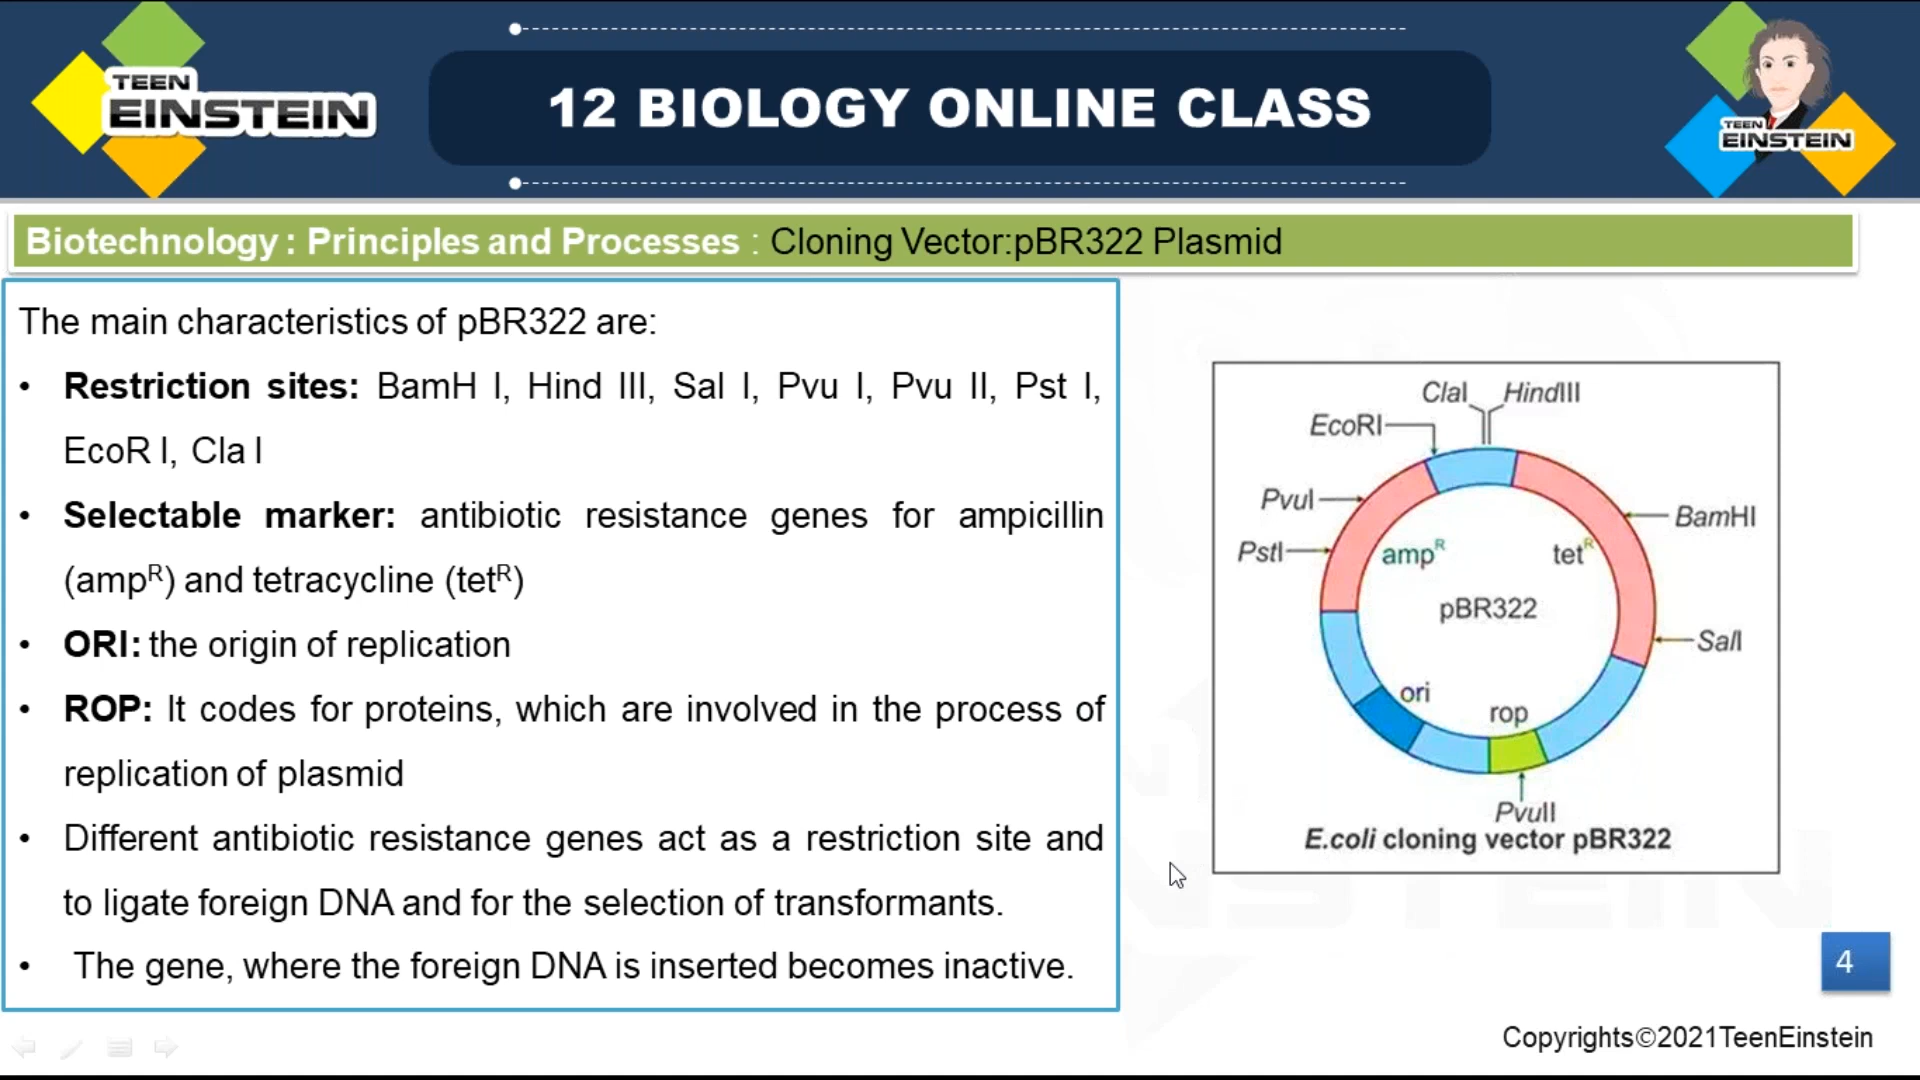 TEEN
EINSTEIN
12 BIOLOGY ONLINE CLASS
TEEN
EINSTEIN
Biotechnology : Principles and Processes : Cloning Vector:pBR322 Plasmid
The main characteristics of pBR322 are:
• Restriction sites: BamH I, Hind III, Sal I, Pvu I, Pvu II, Pst I,
EcoR I, Cla I
• Selectable marker: antibiotic resistance genes for ampicillin
(ampᴿ) and tetracycline (tetᴿ)
• ORI: the origin of replication
• ROP: It codes for proteins, which are involved in the process of
replication of plasmid
• Different antibiotic resistance genes act as a restriction site and
to ligate foreign DNA and for the selection of transformants.
• The gene, where the foreign DNA is inserted becomes inactive.
ClaI HindIII
EcoRI
PvuI
BamHI
PstI
ampᴿ tetᴿ
pBR322
SalI
ori
rop
PvuII
E.coli cloning vector pBR322
4
Copyrights©2021TeenEinstein